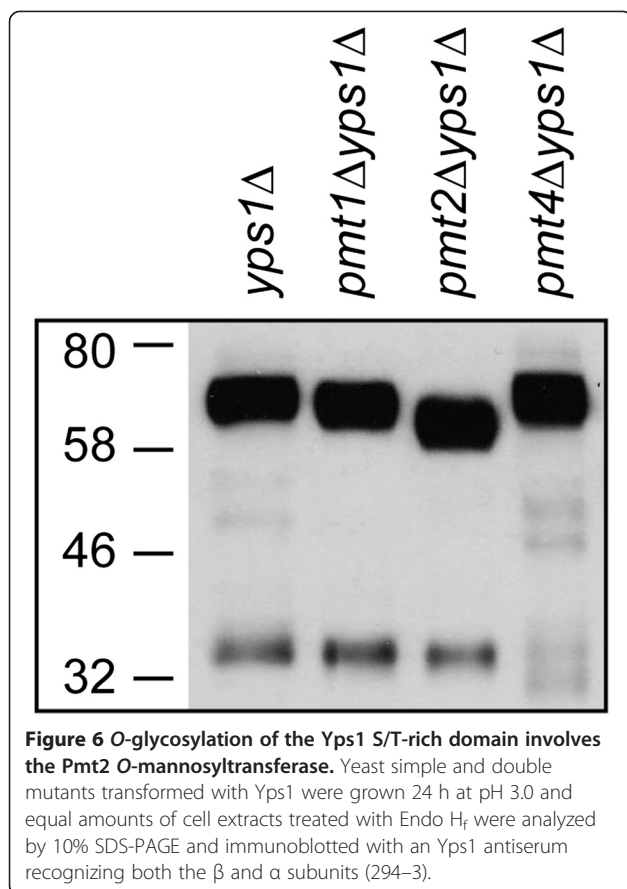 yps1Δ
pmt1Δyps1Δ
pmt2Δyps1Δ
pmt4Δyps1Δ
80
58
46
32
Figure 6 O-glycosylation of the Yps1 S/T-rich domain involves
the Pmt2 O-mannosyltransferase. Yeast simple and double
mutants transformed with Yps1 were grown 24 h at pH 3.0 and
equal amounts of cell extracts treated with Endo Hf were analyzed
by 10% SDS-PAGE and immunoblotted with an Yps1 antiserum
recognizing both the β and α subunits (294–3).